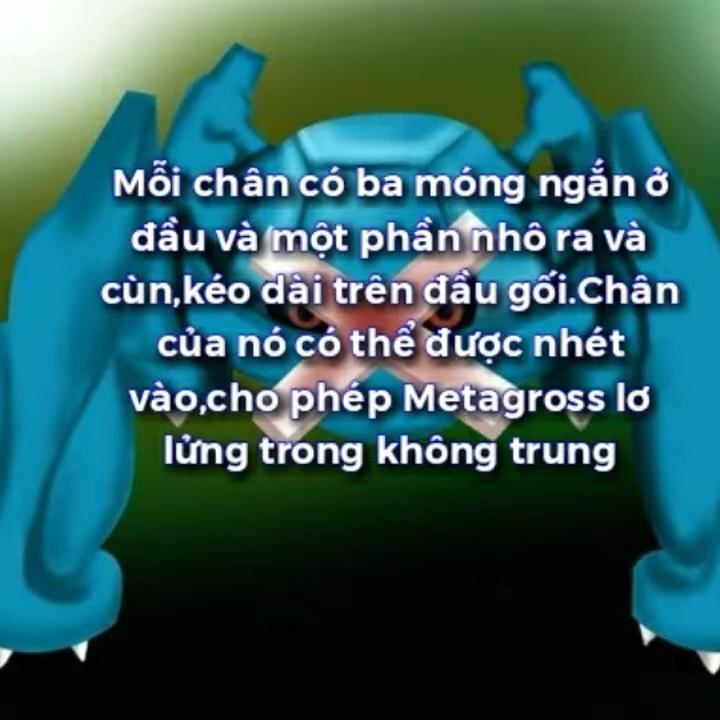 Mỗi chân có ba móng ngắn ở
đầu và một phần nhô ra và
cùn,kéo dài trên đầu gối.Chân
của nó có thể được nhét
vào,cho phép Metagross lơ
lửng trong không trung